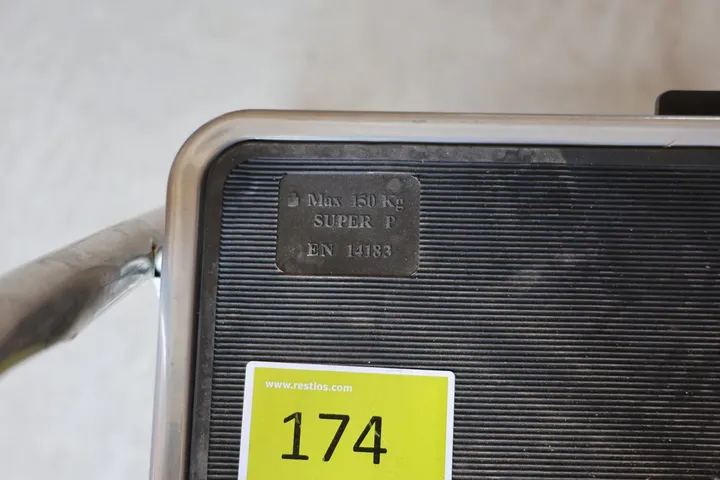 Max 150 Kg
SUPER P
EN 14183
www.restios.com
174